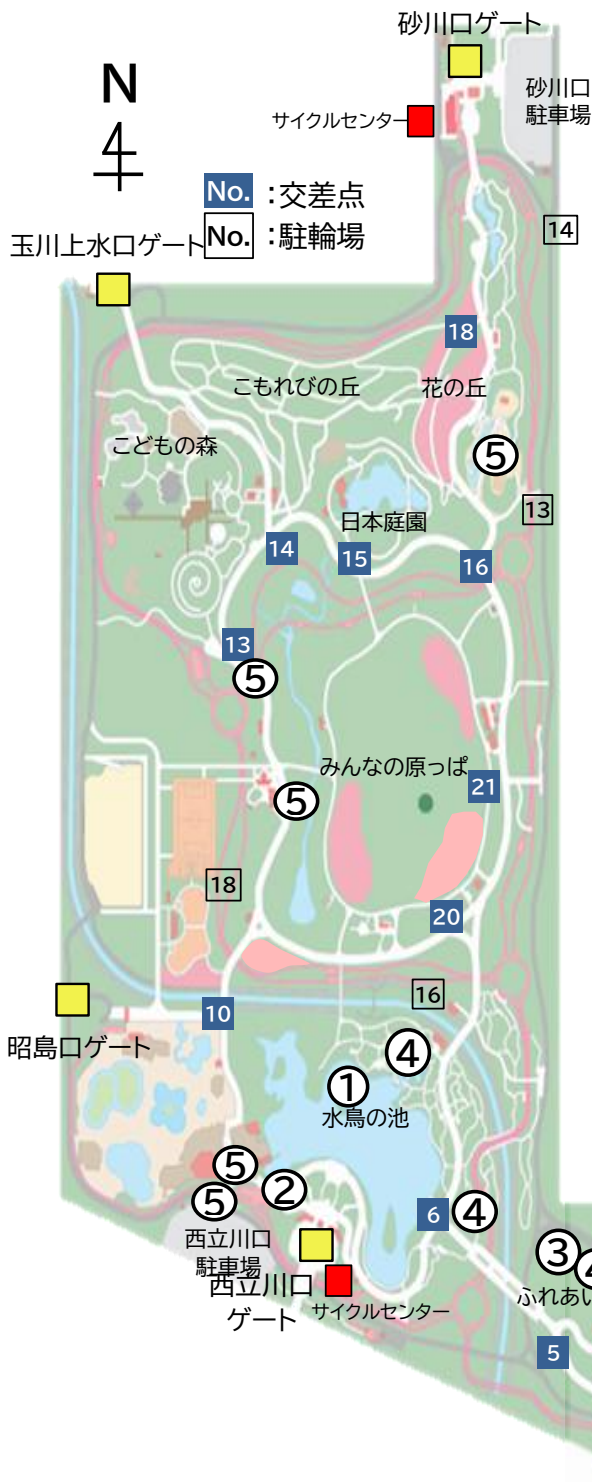 砂川口ゲート
N
砂川口
駐車場
サイクルセンター
No. :交差点
No. :駐輪場
14
玉川上水口ゲート
18
こもれびの丘
花の丘
こどもの森
⑤
13
日本庭園
14
15
16
13
⑤
みんなの原っぱ
21
⑤
18
20
16
昭島口ゲート
10
④
①
水鳥の池
⑤
②
⑤
6
④
西立川口
駐車場
③
④
西立川口
ゲート
サイクルセンター
ふれあい
5